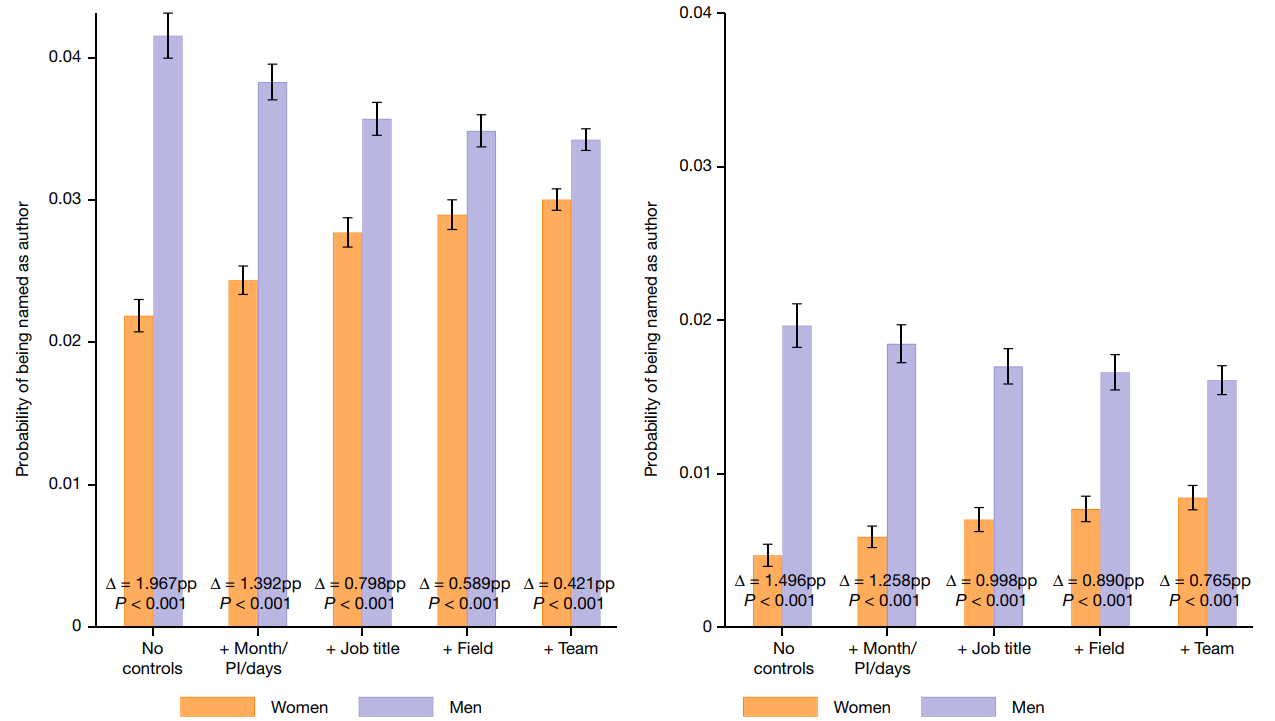 Probability of being named as author
0.04
0.03
0.02
0.01
0
Δ = 1.967pp
P < 0.001
Δ = 1.392pp
P < 0.001
Δ = 0.798pp
P < 0.001
Δ = 0.589pp
P < 0.001
Δ = 0.421pp
P < 0.001
No
controls
+ Month/
PI/days
+ Job title
+ Field
+ Team
Women
Men
Probability of being named as author
0.04
0.03
0.02
0.01
0
Δ = 1.496pp
P < 0.001
Δ = 1.258pp
P < 0.001
Δ = 0.998pp
P < 0.001
Δ = 0.890pp
P < 0.001
Δ = 0.765pp
P < 0.001
No
controls
+ Month/
PI/days
+ Job title
+ Field
+ Team
Women
Men